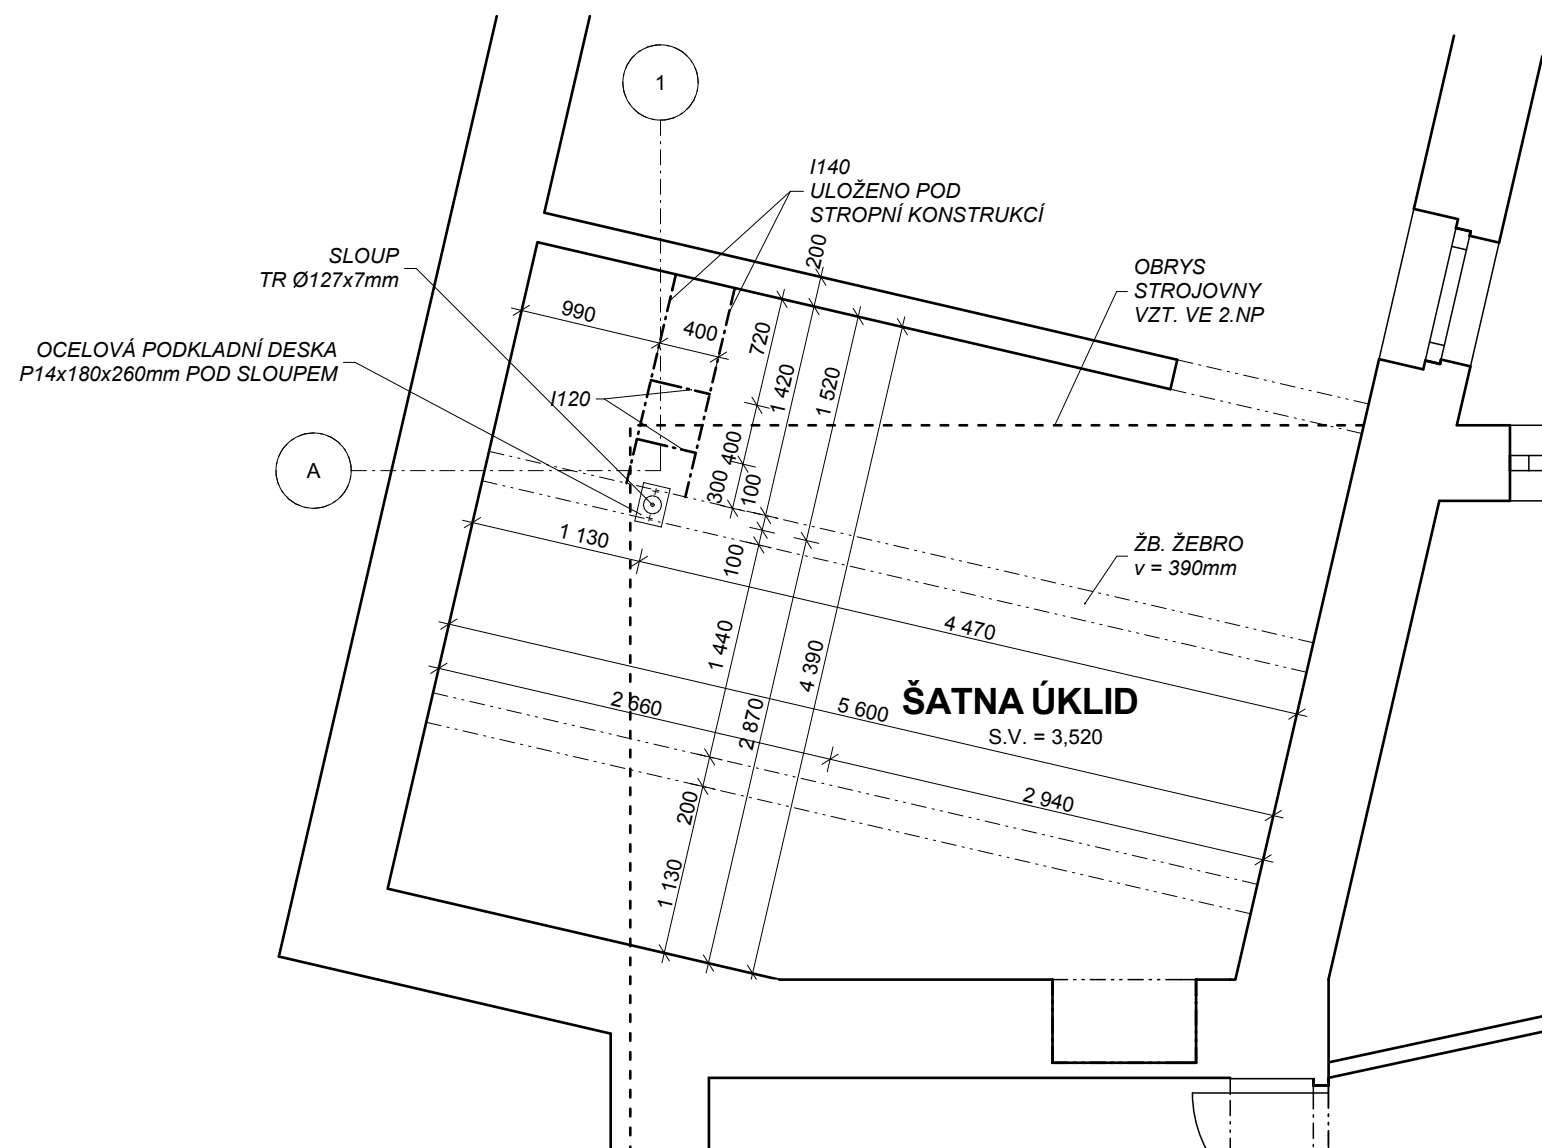 1
I140
ULOŽENO POD
STROPNÍ KONSTRUKCÍ
200
SLOUP
TR Ø127x7mm
OBRYS
STROJOVNY
VZT. VE 2.NP
990
400
720
OCELOVÁ PODKLADNÍ DESKA
P14x180x260mm POD SLOUPEM
1 420
1 520
I120
400
A
300
100
1 130
100
ŽB. ŽEBRO
v = 390mm
4 470
1 440
4 390
ŠATNA ÚKLID
S.V. = 3,520
2 660
5 600
2 870
2 940
200
1 130